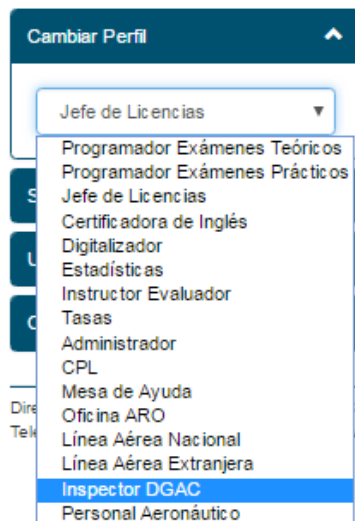 Cambiar Perfil
Jefe de Licencias
Programador Exámenes Teóricos
Programador Exámenes Prácticos
Jefe de Licencias
Certificadora de Inglés
Digitalizador
Estadísticas
Instructor Evaluador
Tasas
Administrador
CPL
Mesa de Ayuda
Oficina ARO
Línea Aérea Nacional
Línea Aérea Extranjera
Inspector DGAC
Personal Aeronáutico